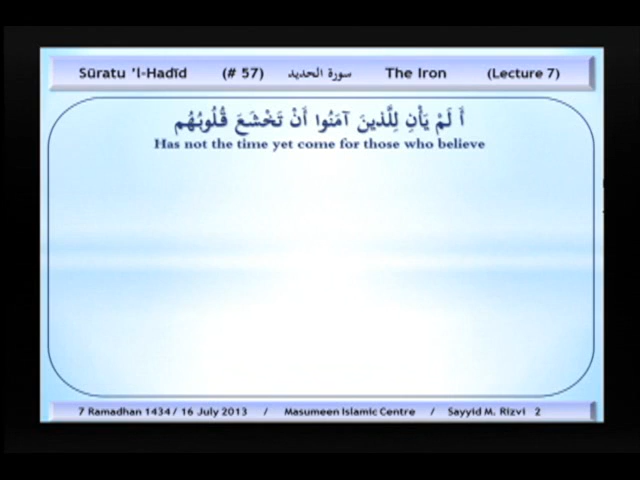 Sūratu 'l-Hadīd (# 57) سورة الحديد The Iron (Lecture 7)
أَ لَمْ يَأْنِ لِلَّذينَ آمَنُوا أَنْ تَخْشَعَ قُلُوبُهُم
Has not the time yet come for those who believe
7 Ramadhan 1434 / 16 July 2013 / Masumeen Islamic Centre / Sayyid M. Rizvi 2